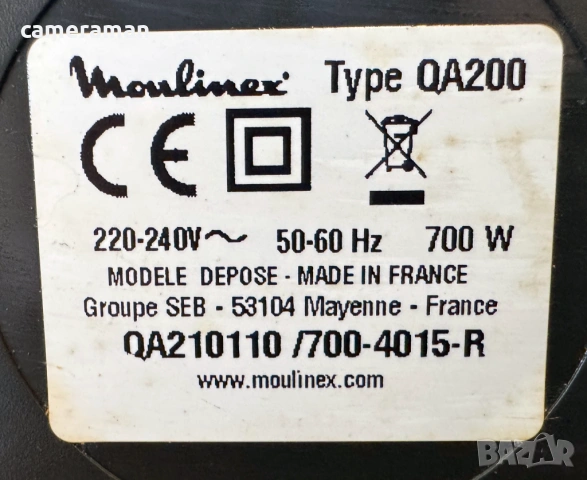 cameraman
Moulinex Type QA200
CE
220-240V~ 50-60 Hz 700 W
MODELE DEPOSE - MADE IN FRANCE
Groupe SEB - 53104 Mayenne - France
QA210110 /700-4015-R
www.moulinex.com
BAZAR